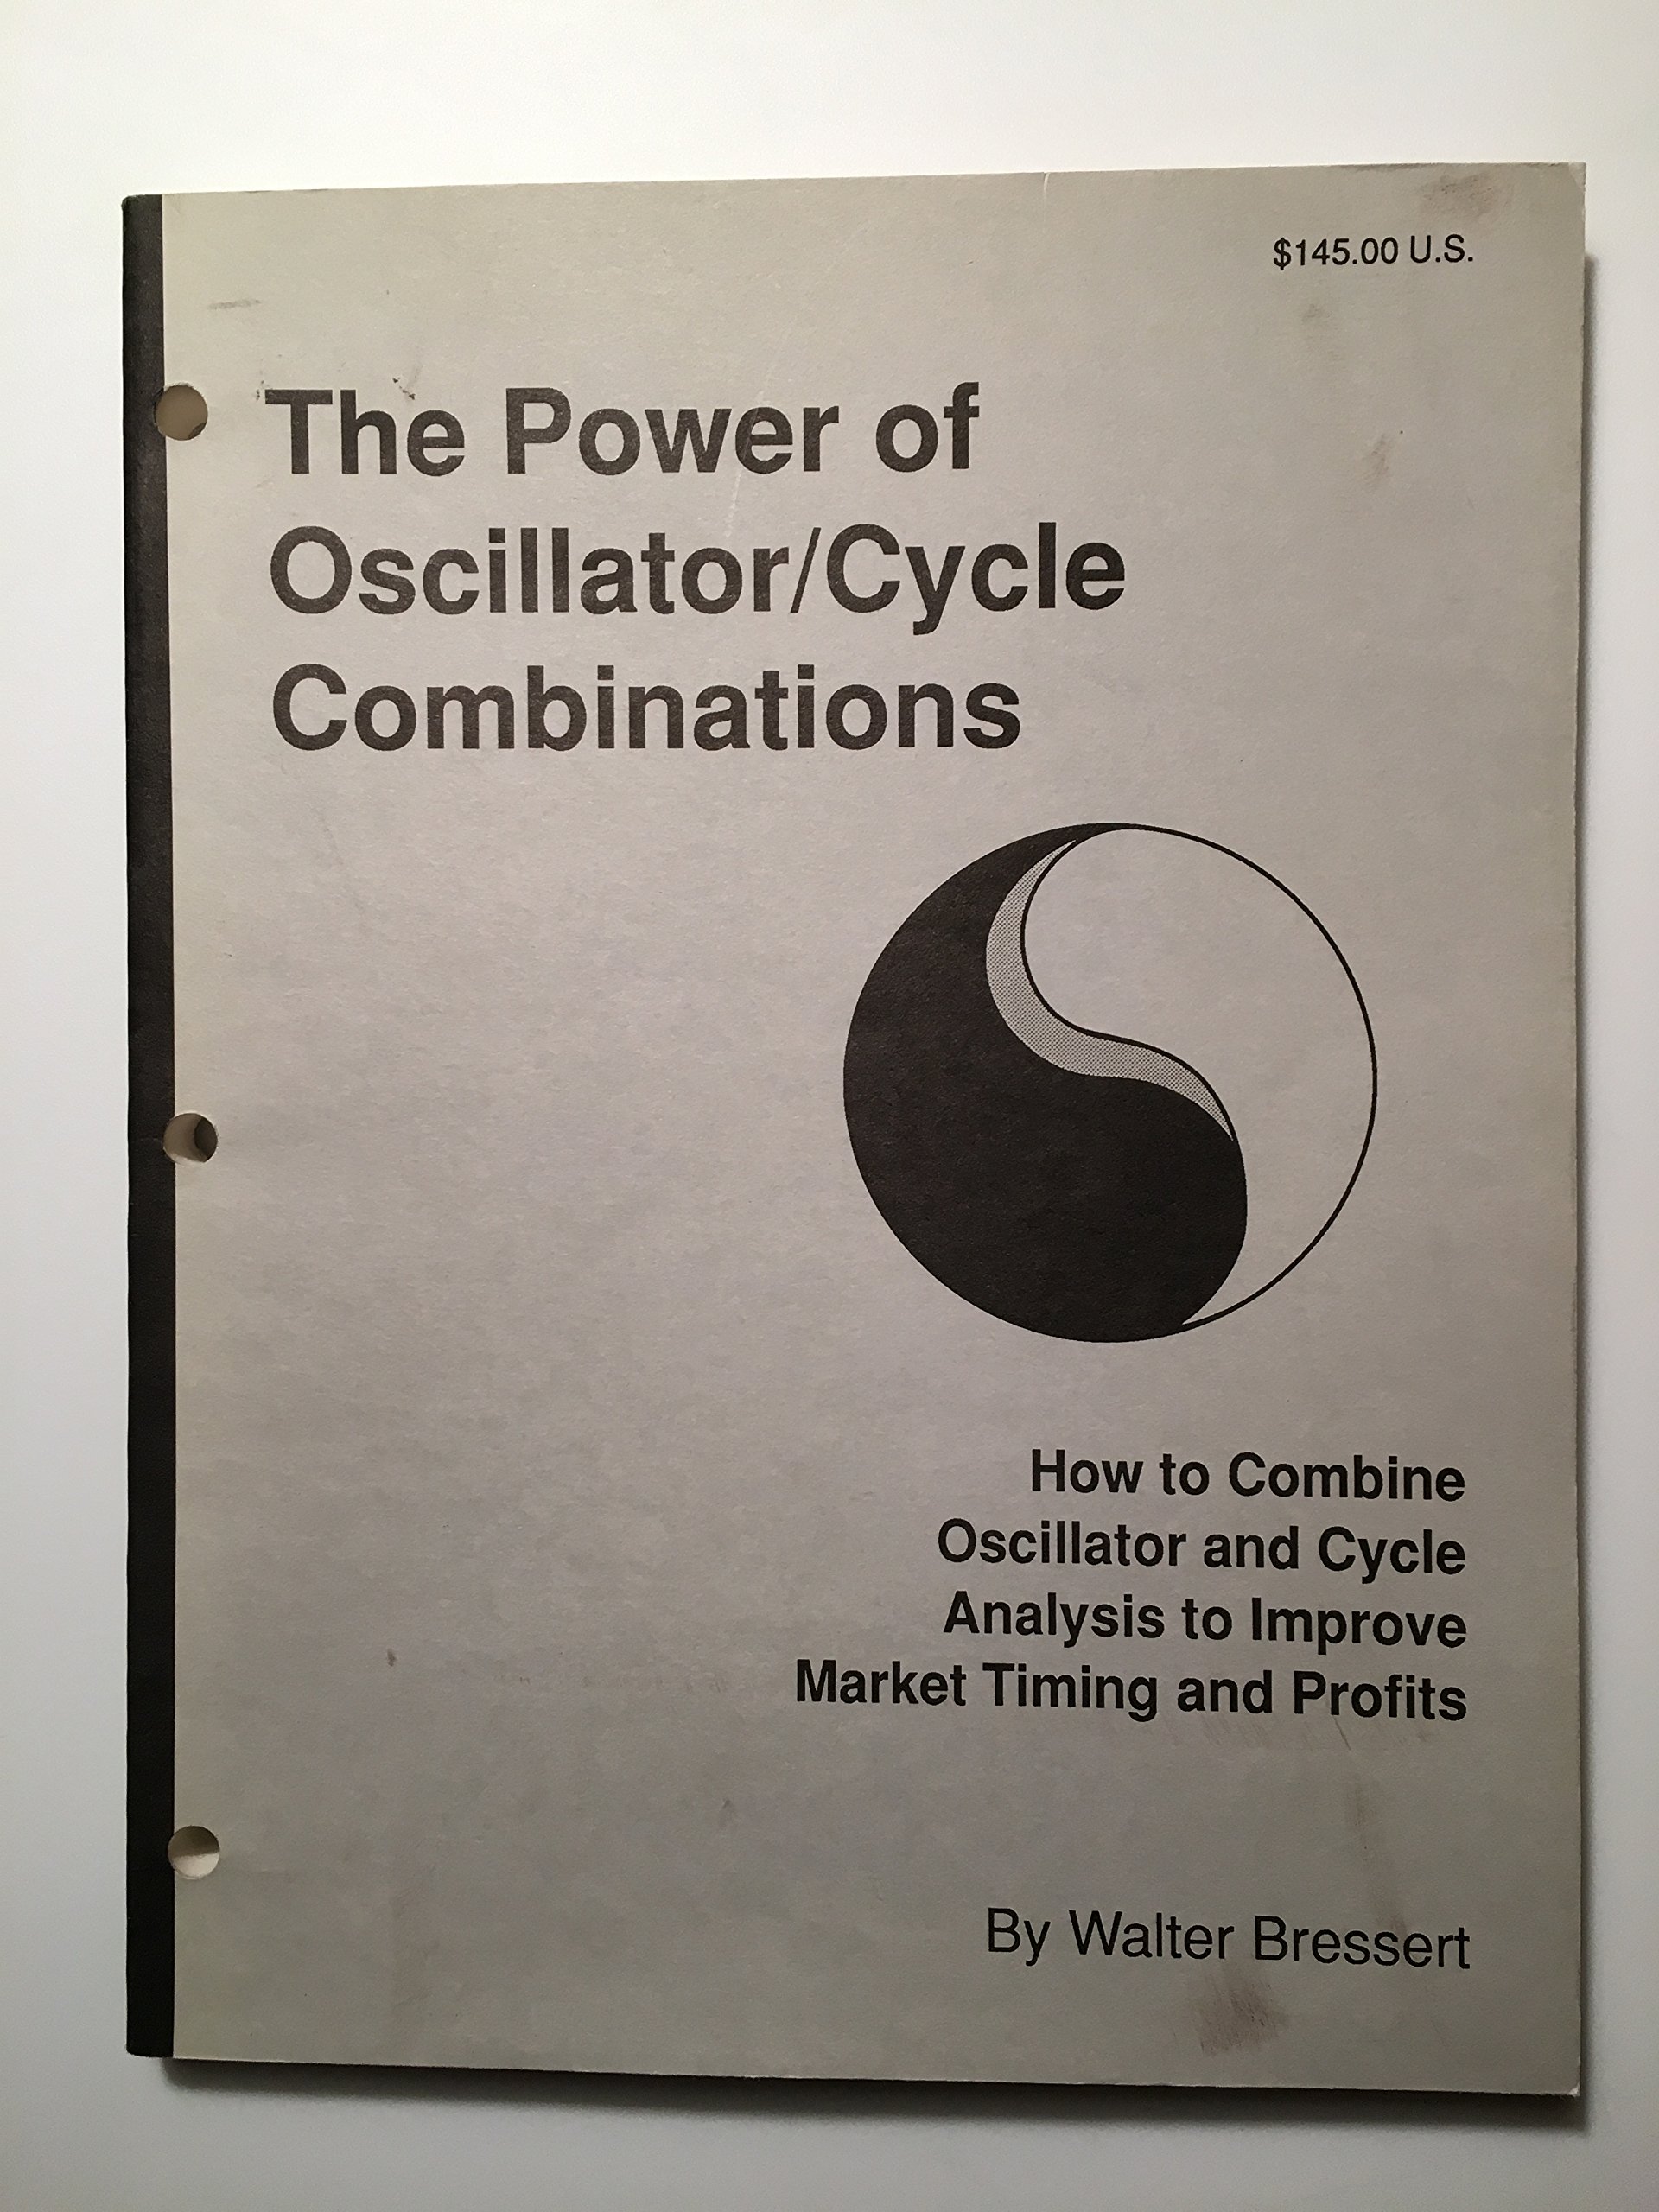 $145.00 U.S.
The Power of
Oscillator/Cycle
Combinations
How to Combine
Oscillator and Cycle
Analysis to Improve
Market Timing and Profits
By Walter Bressert